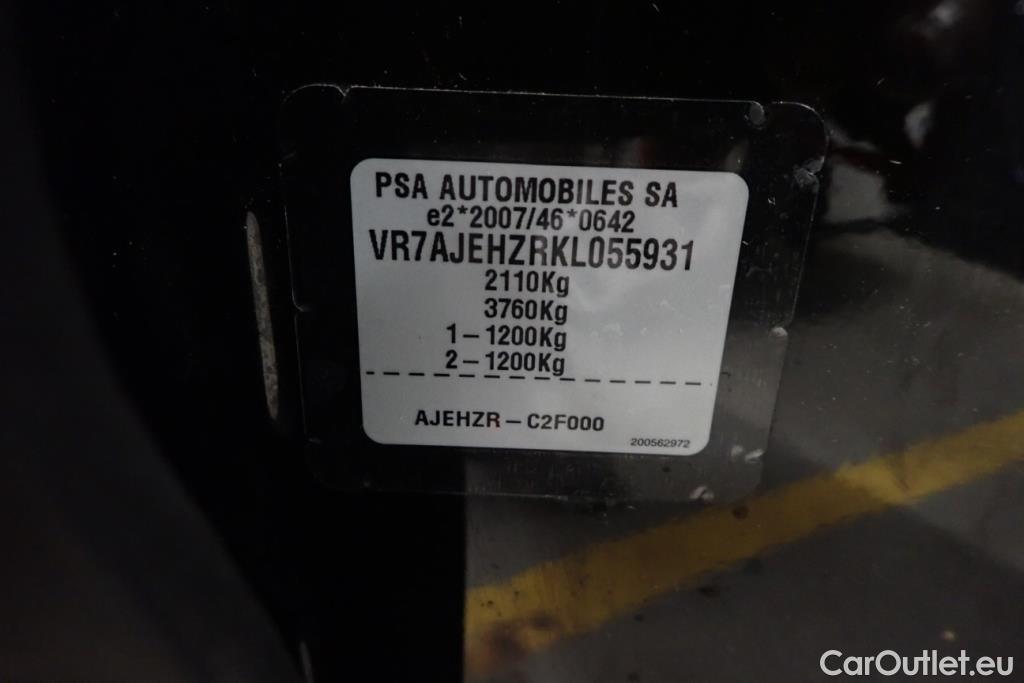 PSA AUTOMOBILES SA
e2*2007/46*0642
VR7AJEHZRKL055931
2110Kg
3760Kg
1-1200Kg
2-1200Kg
AJEHZR-C2F000
200562972
CarOutlet.eu